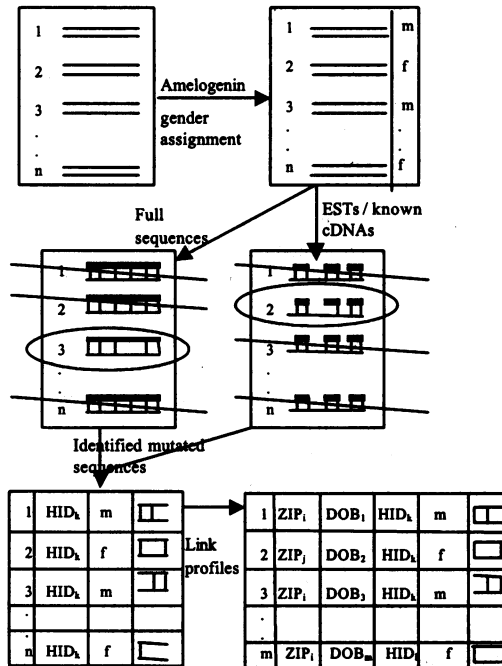 1
2
3
.
.
n
Amelogenin
gender
assignment
1 m
2 f
3 m
. .
. .
n f
Full
sequences
ESTs / known
cDNAs
1
2
3
.
.
n
1
2
3
.
.
n
Identified mutated
sequences
1 HIDₖ m
2 HIDₖ f
3 HIDₖ m
.
.
n HIDₖ f
Link
profiles
1 ZIPᵢ DOB₁ HIDₖ m
2 ZIPⱼ DOB₂ HIDₖ f
3 ZIPᵢ DOB₃ HIDₖ m
.
.
m ZIPᵢ DOBₘ HIDₗ f